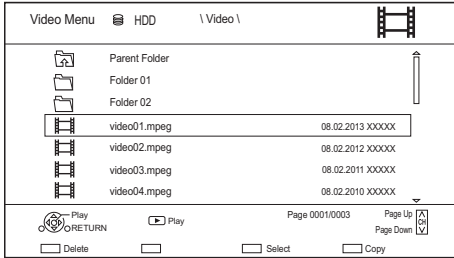 Video Menu HDD \ Video \
Parent Folder
Folder 01
Folder 02
video01.mpeg 08.02.2013 XXXXX
video02.mpeg 08.02.2012 XXXXX
video03.mpeg 08.02.2011 XXXXX
video04.mpeg 08.02.2010 XXXXX
Play Play Page 0001/0003 Page Up CH
RETURN Page Down
Delete Select Copy